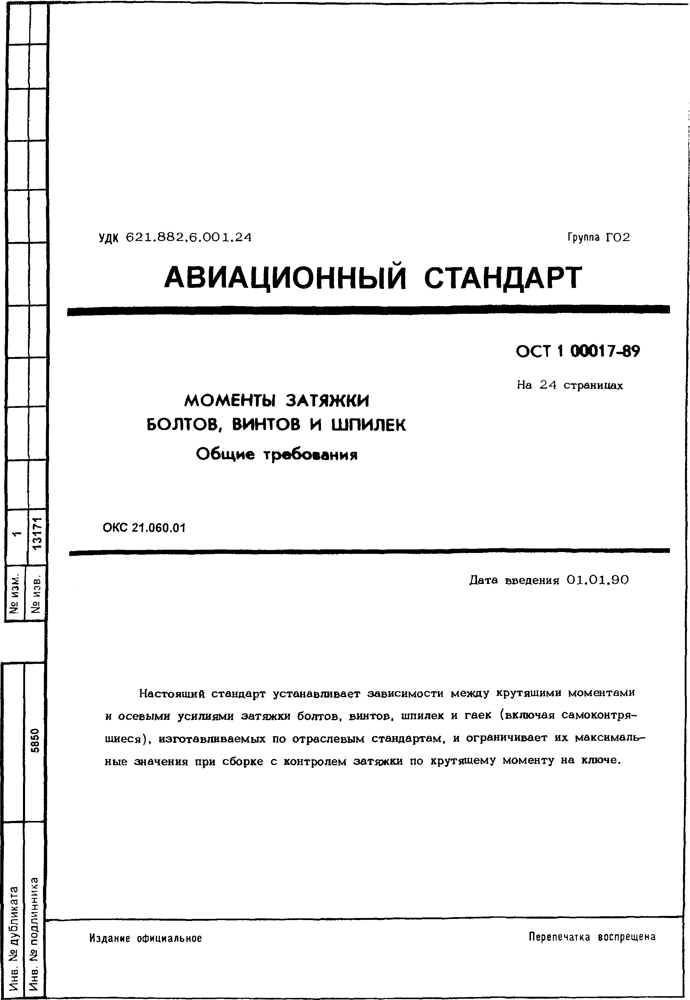 УДК 621.882.6.001.24
Группа Г02
АВИАЦИОННЫЙ СТАНДАРТ
ОСТ 1 00017-89
На 24 страницах
МОМЕНТЫ ЗАТЯЖКИ
БОЛТОВ, ВИНТОВ И ШПИЛЕК
Общие требования
ОКС 21.060.01
Дата введения 01.01.90
Настоящий стандарт устанавливает зависимости между крутящими моментами
и осевыми усилиями затяжки болтов, винтов, шпилек и гаек (включая самоконтря-
щиеся), изготавливаемых по отраслевым стандартам, и ограничивает их максималь-
ные значения при сборке с контролем затяжки по крутящему моменту на ключе.
Издание официальное
Перепечатка воспрещена
№ изм.
1
№ изв.
13171
Инв. № дубликата
Инв. № подлинника
5850